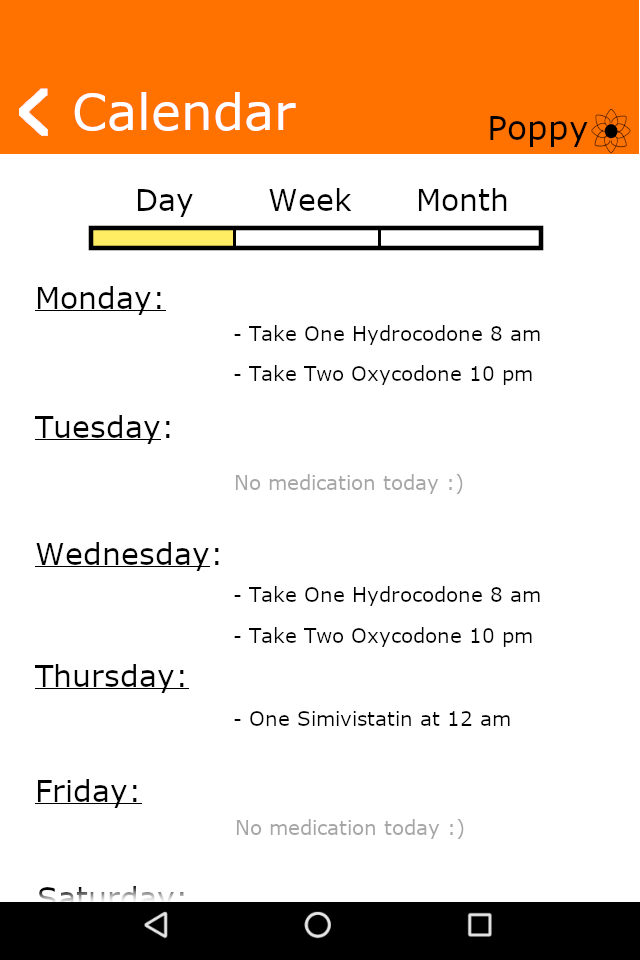 Calendar
Poppy
Day Week Month
Monday:
- Take One Hydrocodone 8 am
- Take Two Oxycodone 10 pm
Tuesday:
No medication today :)
Wednesday:
- Take One Hydrocodone 8 am
- Take Two Oxycodone 10 pm
Thursday:
- One Simivistatin at 12 am
Friday:
No medication today :)
Saturday: